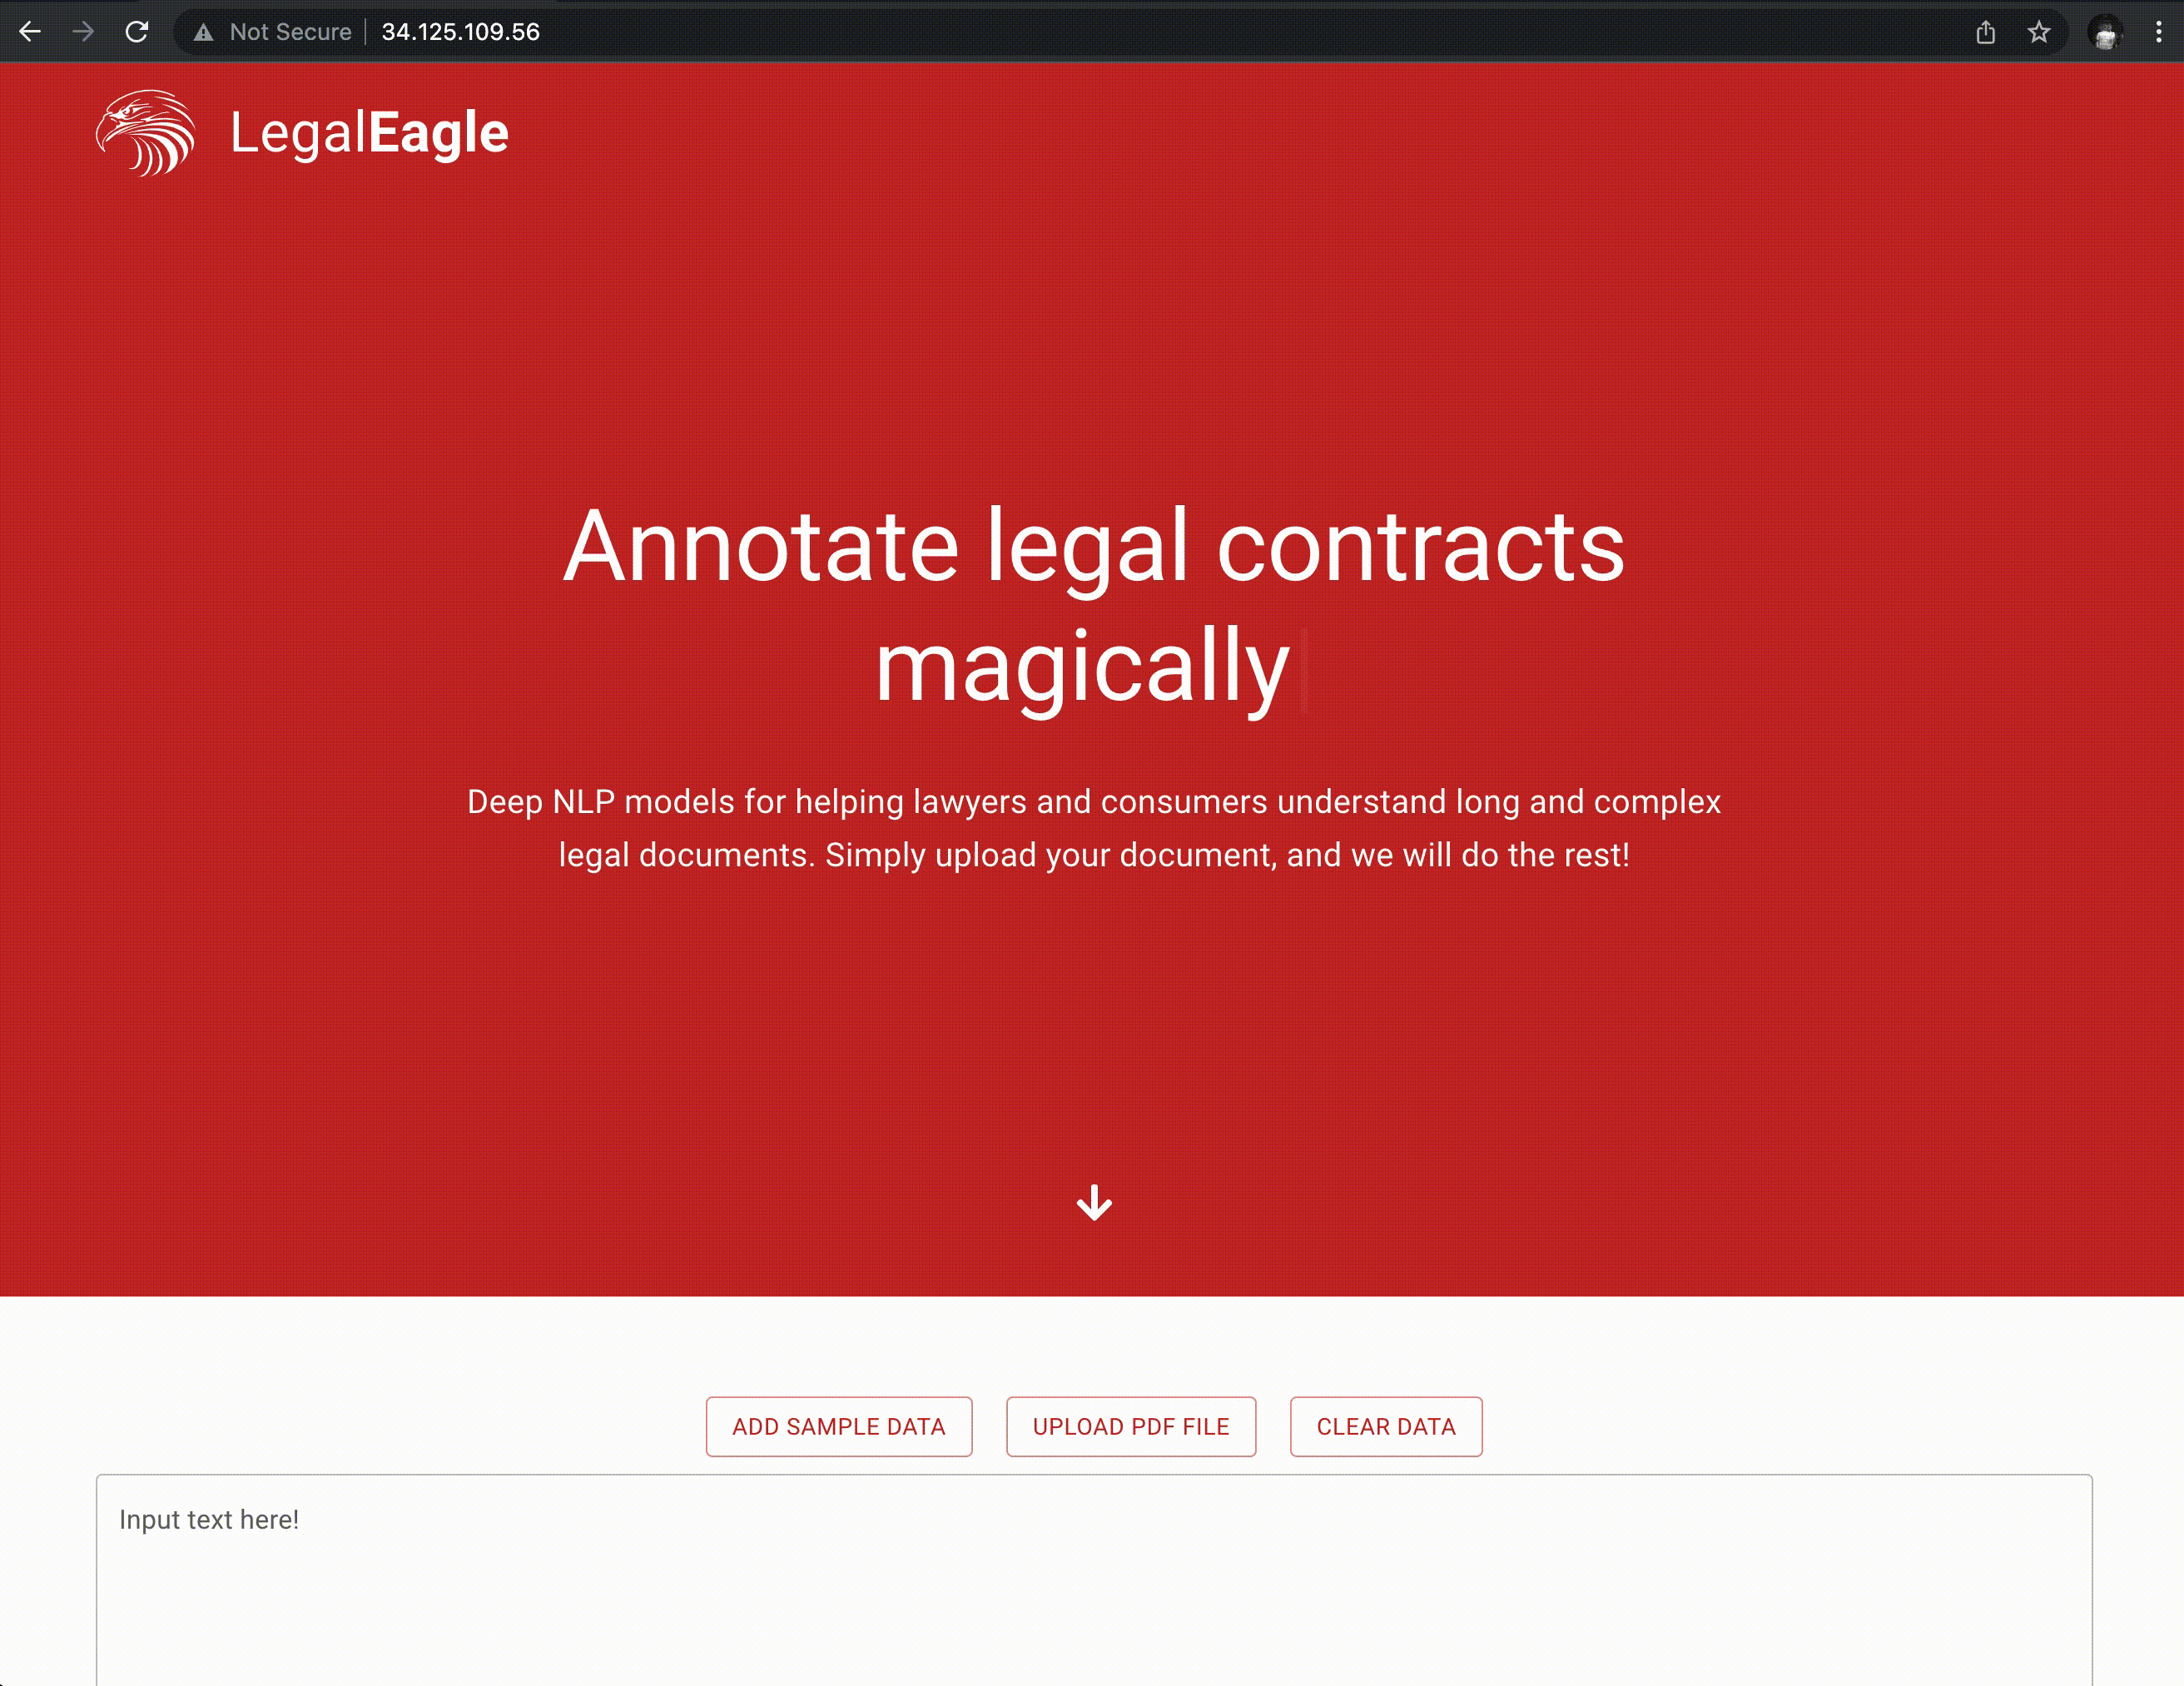 Not Secure 34.125.109.56
LegalEagle
Annotate legal contracts
magically
Deep NLP models for helping lawyers and consumers understand long and complex
legal documents. Simply upload your document, and we will do the rest!
ADD SAMPLE DATA UPLOAD PDF FILE CLEAR DATA
Input text here!